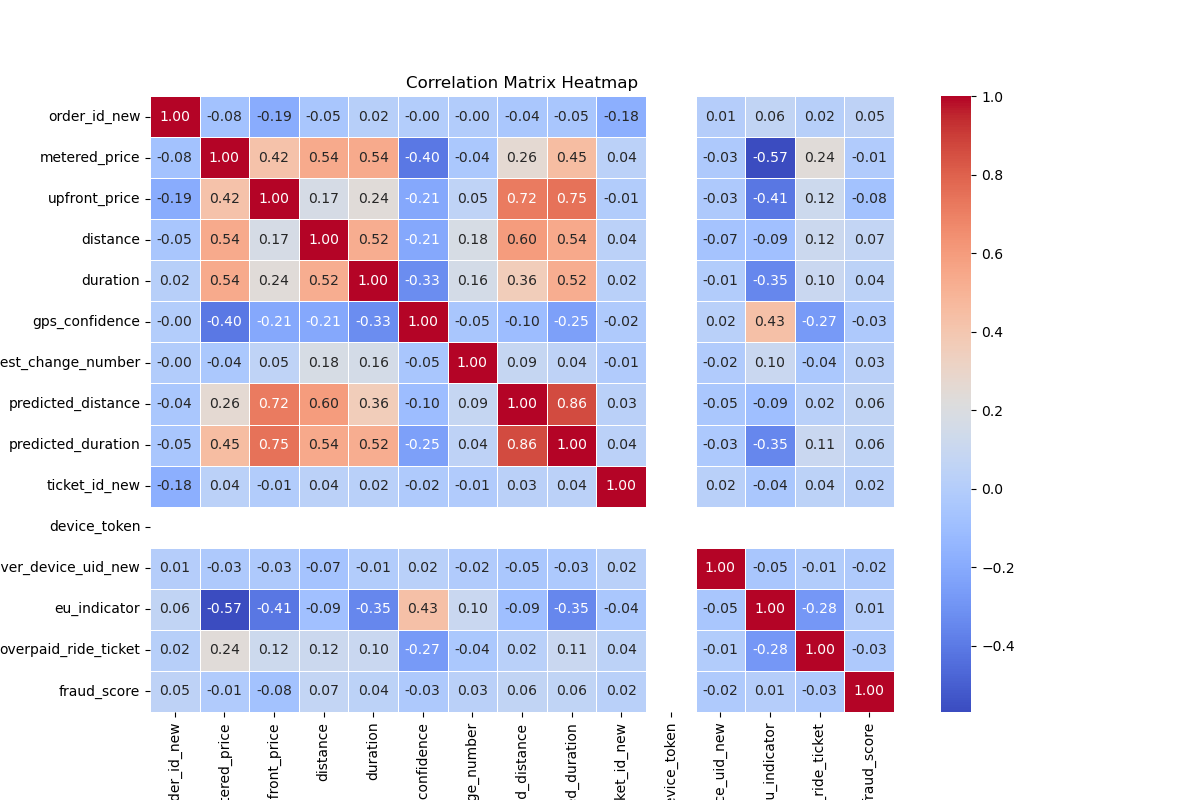 Correlation Matrix Heatmap
order_id_new 1.00 -0.08 -0.19 -0.05 0.02 -0.00 -0.00 -0.04 -0.05 -0.18 0.01 0.06 0.02 0.05
metered_price -0.08 1.00 0.42 0.54 0.54 -0.40 -0.04 0.26 0.45 0.04 -0.03 -0.57 0.24 -0.01
upfront_price -0.19 0.42 1.00 0.17 0.24 -0.21 0.05 0.72 0.75 -0.01 -0.03 -0.41 0.12 -0.08
distance -0.05 0.54 0.17 1.00 0.52 -0.21 0.18 0.60 0.54 0.04 -0.07 -0.09 0.12 0.07
duration 0.02 0.54 0.24 0.52 1.00 -0.33 0.16 0.36 0.52 0.02 -0.01 -0.35 0.10 0.04
gps_confidence -0.00 -0.40 -0.21 -0.21 -0.33 1.00 -0.05 -0.10 -0.25 -0.02 0.02 0.43 -0.27 -0.03
est_change_number -0.00 -0.04 0.05 0.18 0.16 -0.05 1.00 0.09 0.04 -0.01 -0.02 0.10 -0.04 0.03
predicted_distance -0.04 0.26 0.72 0.60 0.36 -0.10 0.09 1.00 0.86 0.03 -0.05 -0.09 0.02 0.06
predicted_duration -0.05 0.45 0.75 0.54 0.52 -0.25 0.04 0.86 1.00 0.04 -0.03 -0.35 0.11 0.06
ticket_id_new -0.18 0.04 -0.01 0.04 0.02 -0.02 -0.01 0.03 0.04 1.00 0.02 -0.04 0.04 0.02
device_token
ver_device_uid_new 0.01 -0.03 -0.03 -0.07 -0.01 0.02 -0.02 -0.05 -0.03 0.02 1.00 -0.05 -0.01 -0.02
eu_indicator 0.06 -0.57 -0.41 -0.09 -0.35 0.43 0.10 -0.09 -0.35 -0.04 -0.05 1.00 -0.28 0.01
overpaid_ride_ticket 0.02 0.24 0.12 0.12 0.10 -0.27 -0.04 0.02 0.11 0.04 -0.01 -0.28 1.00 -0.03
fraud_score 0.05 -0.01 -0.08 0.07 0.04 -0.03 0.03 0.06 0.06 0.02 -0.02 0.01 -0.03 1.00
der_id_new
tered_price
front_price
distance
duration
confidence
ge_number
d_distance
ed_duration
ket_id_new
evice_token
ce_uid_new
u_indicator
_ride_ticket
fraud_score
1.0
0.8
0.6
0.4
0.2
0.0
−0.2
−0.4